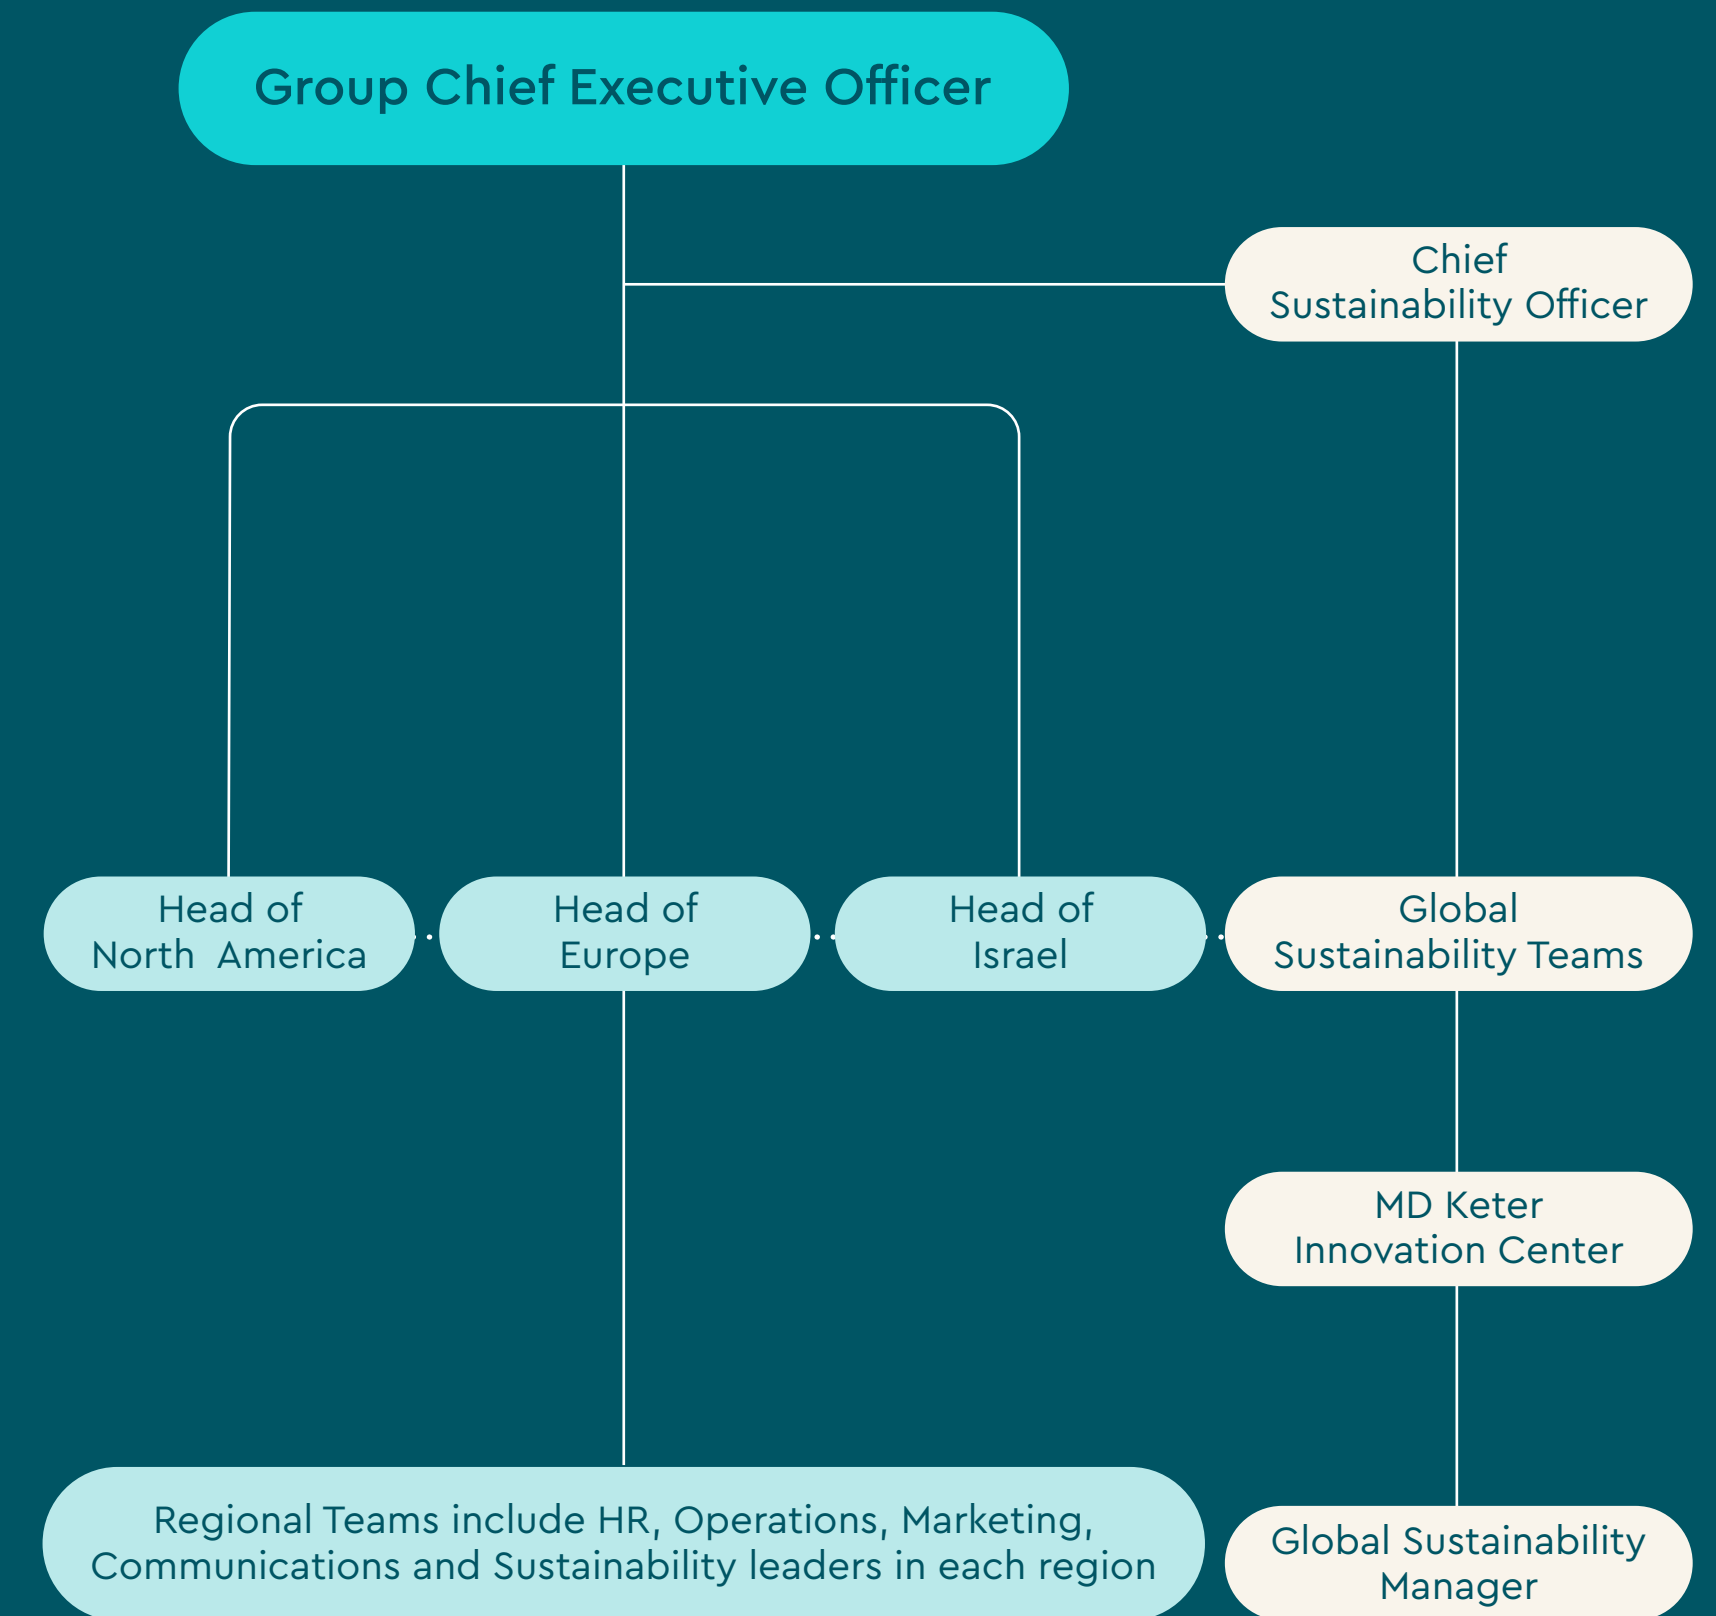 Group Chief Executive Officer
Chief
Sustainability Officer
Head of
North  America
Head of
Europe
Head of
Israel
Global
Sustainability Teams
MD Keter
Innovation Center
Regional Teams include HR, Operations, Marketing,
Communications and Sustainability leaders in each region
Global Sustainability
Manager